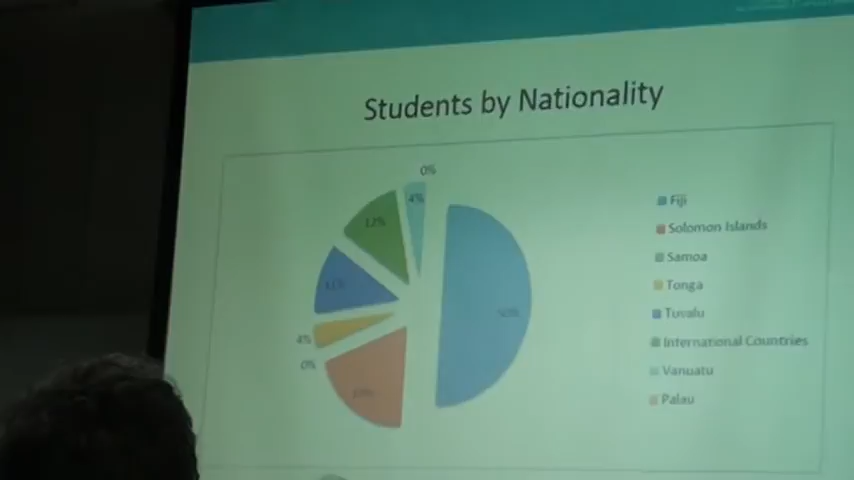 Students by Nationality
0%
4%
12%
11%
4%
0%
50%
Fiji
Solomon Islands
Samoa
Tonga
Tuvalu
International Countries
Vanuatu
Palau